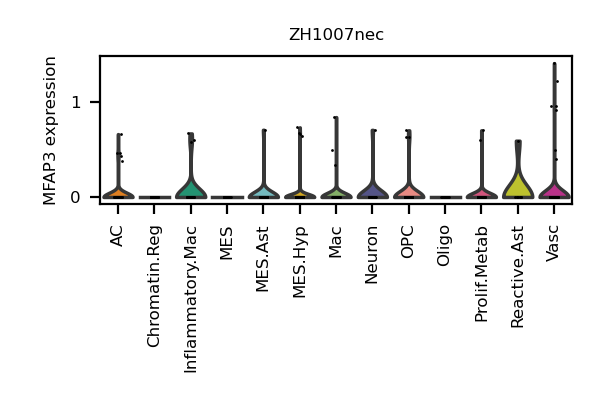 ZH1007nec
MFAP3 expression
1
0
AC
Chromatin.Reg
Inflammatory.Mac
MES
MES.Ast
MES.Hyp
Mac
Neuron
OPC
Oligo
Prolif.Metab
Reactive.Ast
Vasc